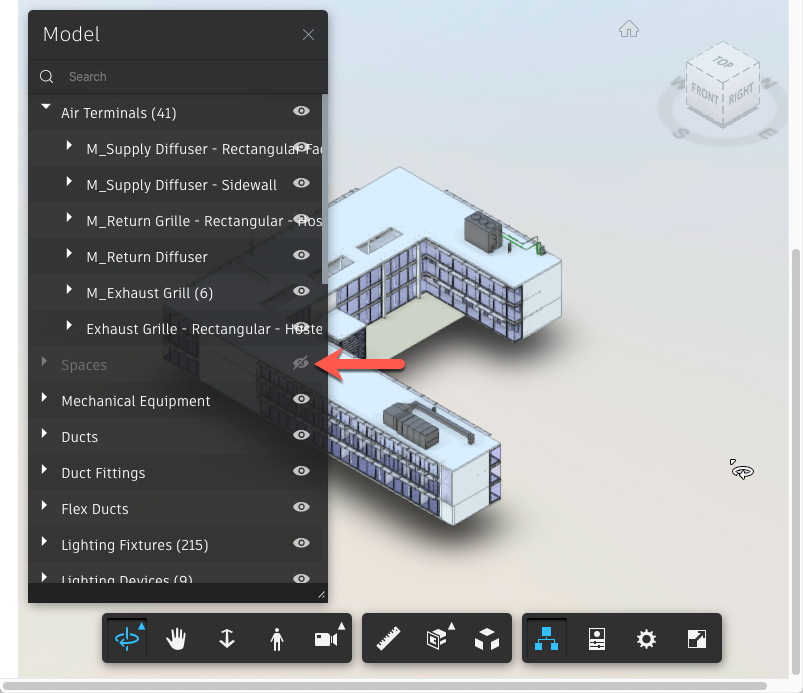 Model
Search
Air Terminals (41)
M_Supply Diffuser - Rectangular Fac
M_Supply Diffuser - Sidewall
M_Return Grille - Rectangular - Hos
M_Return Diffuser
M_Exhaust Grill (6)
Exhaust Grille - Rectangular - Hoste
Spaces
Mechanical Equipment
Ducts
Duct Fittings
Flex Ducts
Lighting Fixtures (215)
Lighting Devices (9)
TOP
FRONT
RIGHT
W
N
S
E